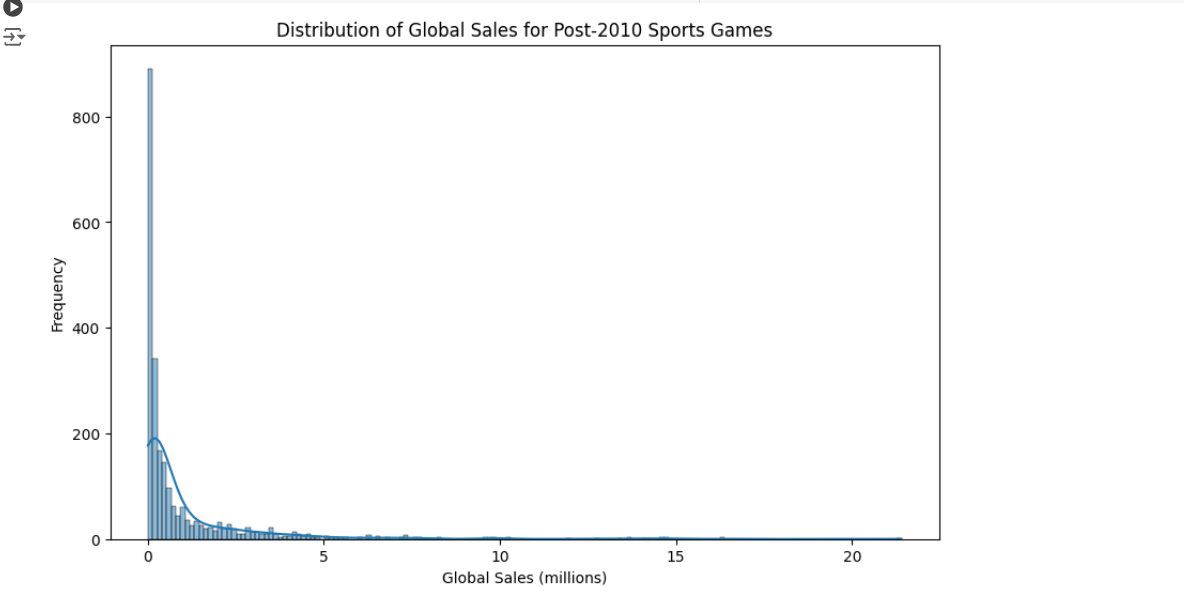 Distribution of Global Sales for Post-2010 Sports Games
800
600
400
200
0
Frequency
0 5 10 15 20
Global Sales (millions)